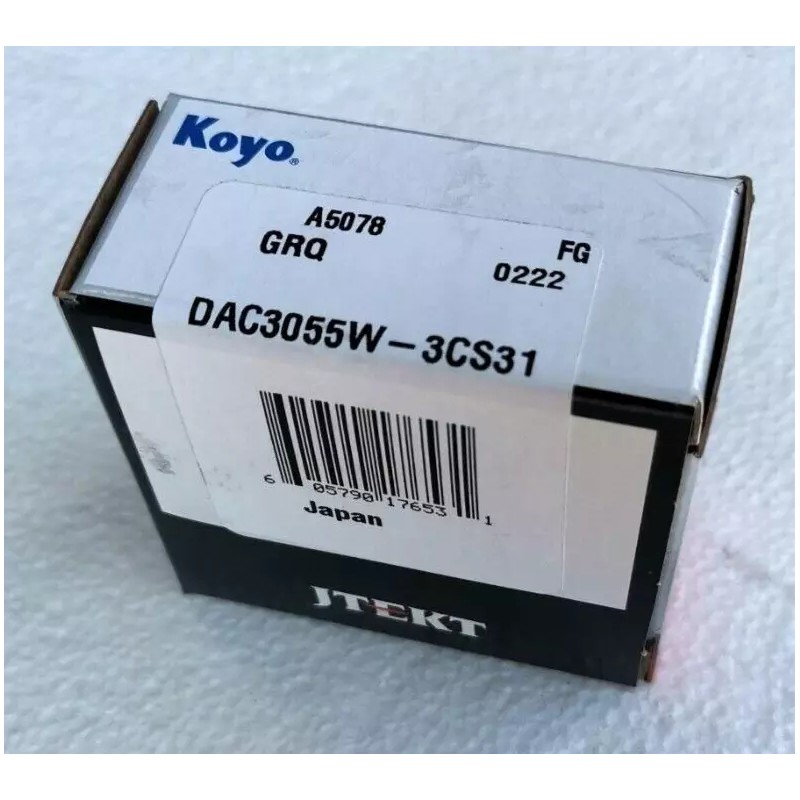 Koyo®
A5078
GRQ
FG
0222
DAC3055W-3CS31
6 05790 17653 1
Japan
JTEKT